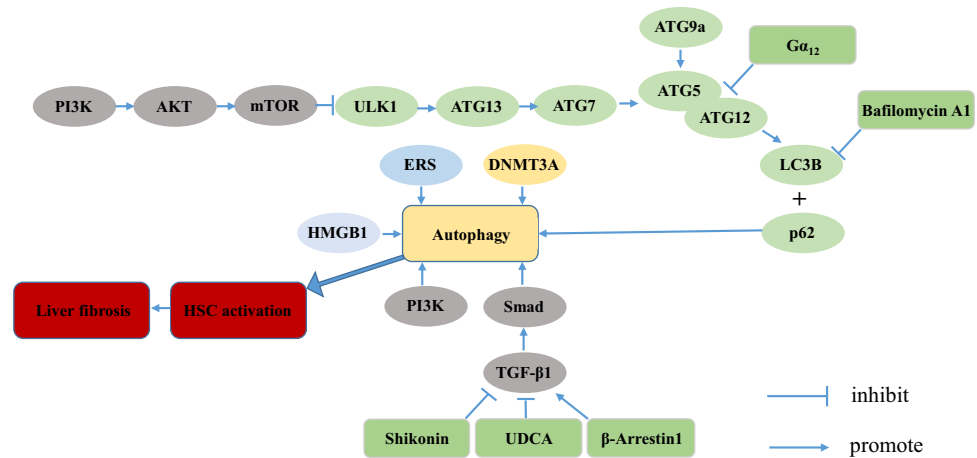 ATG9a
Gα₁₂
PI3K
AKT
mTOR
ULK1
ATG13
ATG7
ATG5
ATG12
Bafilomycin A1
LC3B
+
p62
ERS
DNMT3A
HMGB1
Autophagy
Liver fibrosis
HSC activation
PI3K
Smad
TGF-β1
Shikonin
UDCA
β-Arrestin1
inhibit
promote